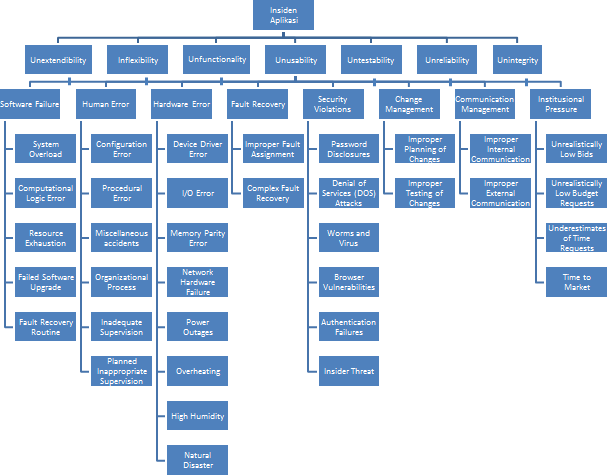 Insiden
Aplikasi
Unextendibility
Inflexibility
Unfunctionality
Unusability
Untestability
Unreliability
Unintegrity
Software Failure
Human Error
Hardware Error
Fault Recovery
Security
Violations
Change
Management
Communication
Management
Institutional
Pressure
System
Overload
Computational
Logic Error
Resource
Exhaustion
Failed Software
Upgrade
Fault Recovery
Routine
Configuration
Error
Procedural
Error
Miscellaneous
accidents
Organizational
Process
Inadequate
Supervision
Planned
Inappropriate
Supervision
Device Driver
Error
I/O Error
Memory Parity
Error
Network
Hardware
Failure
Power
Outages
Overheating
High Humidity
Natural
Disaster
Improper Fault
Assignment
Complex Fault
Recovery
Password
Disclosures
Denial of
Services (DOS)
Attacks
Worms and
Virus
Browser
Vulnerabilities
Authentication
Failures
Insider Threat
Improper
Planning of
Changes
Improper
Testing of
Changes
Improper
Internal
Communication
Improper
External
Communication
Unrealistically
Low Bids
Unrealistically
Low Budget
Requests
Underestimates
of Time
Requests
Time to
Market